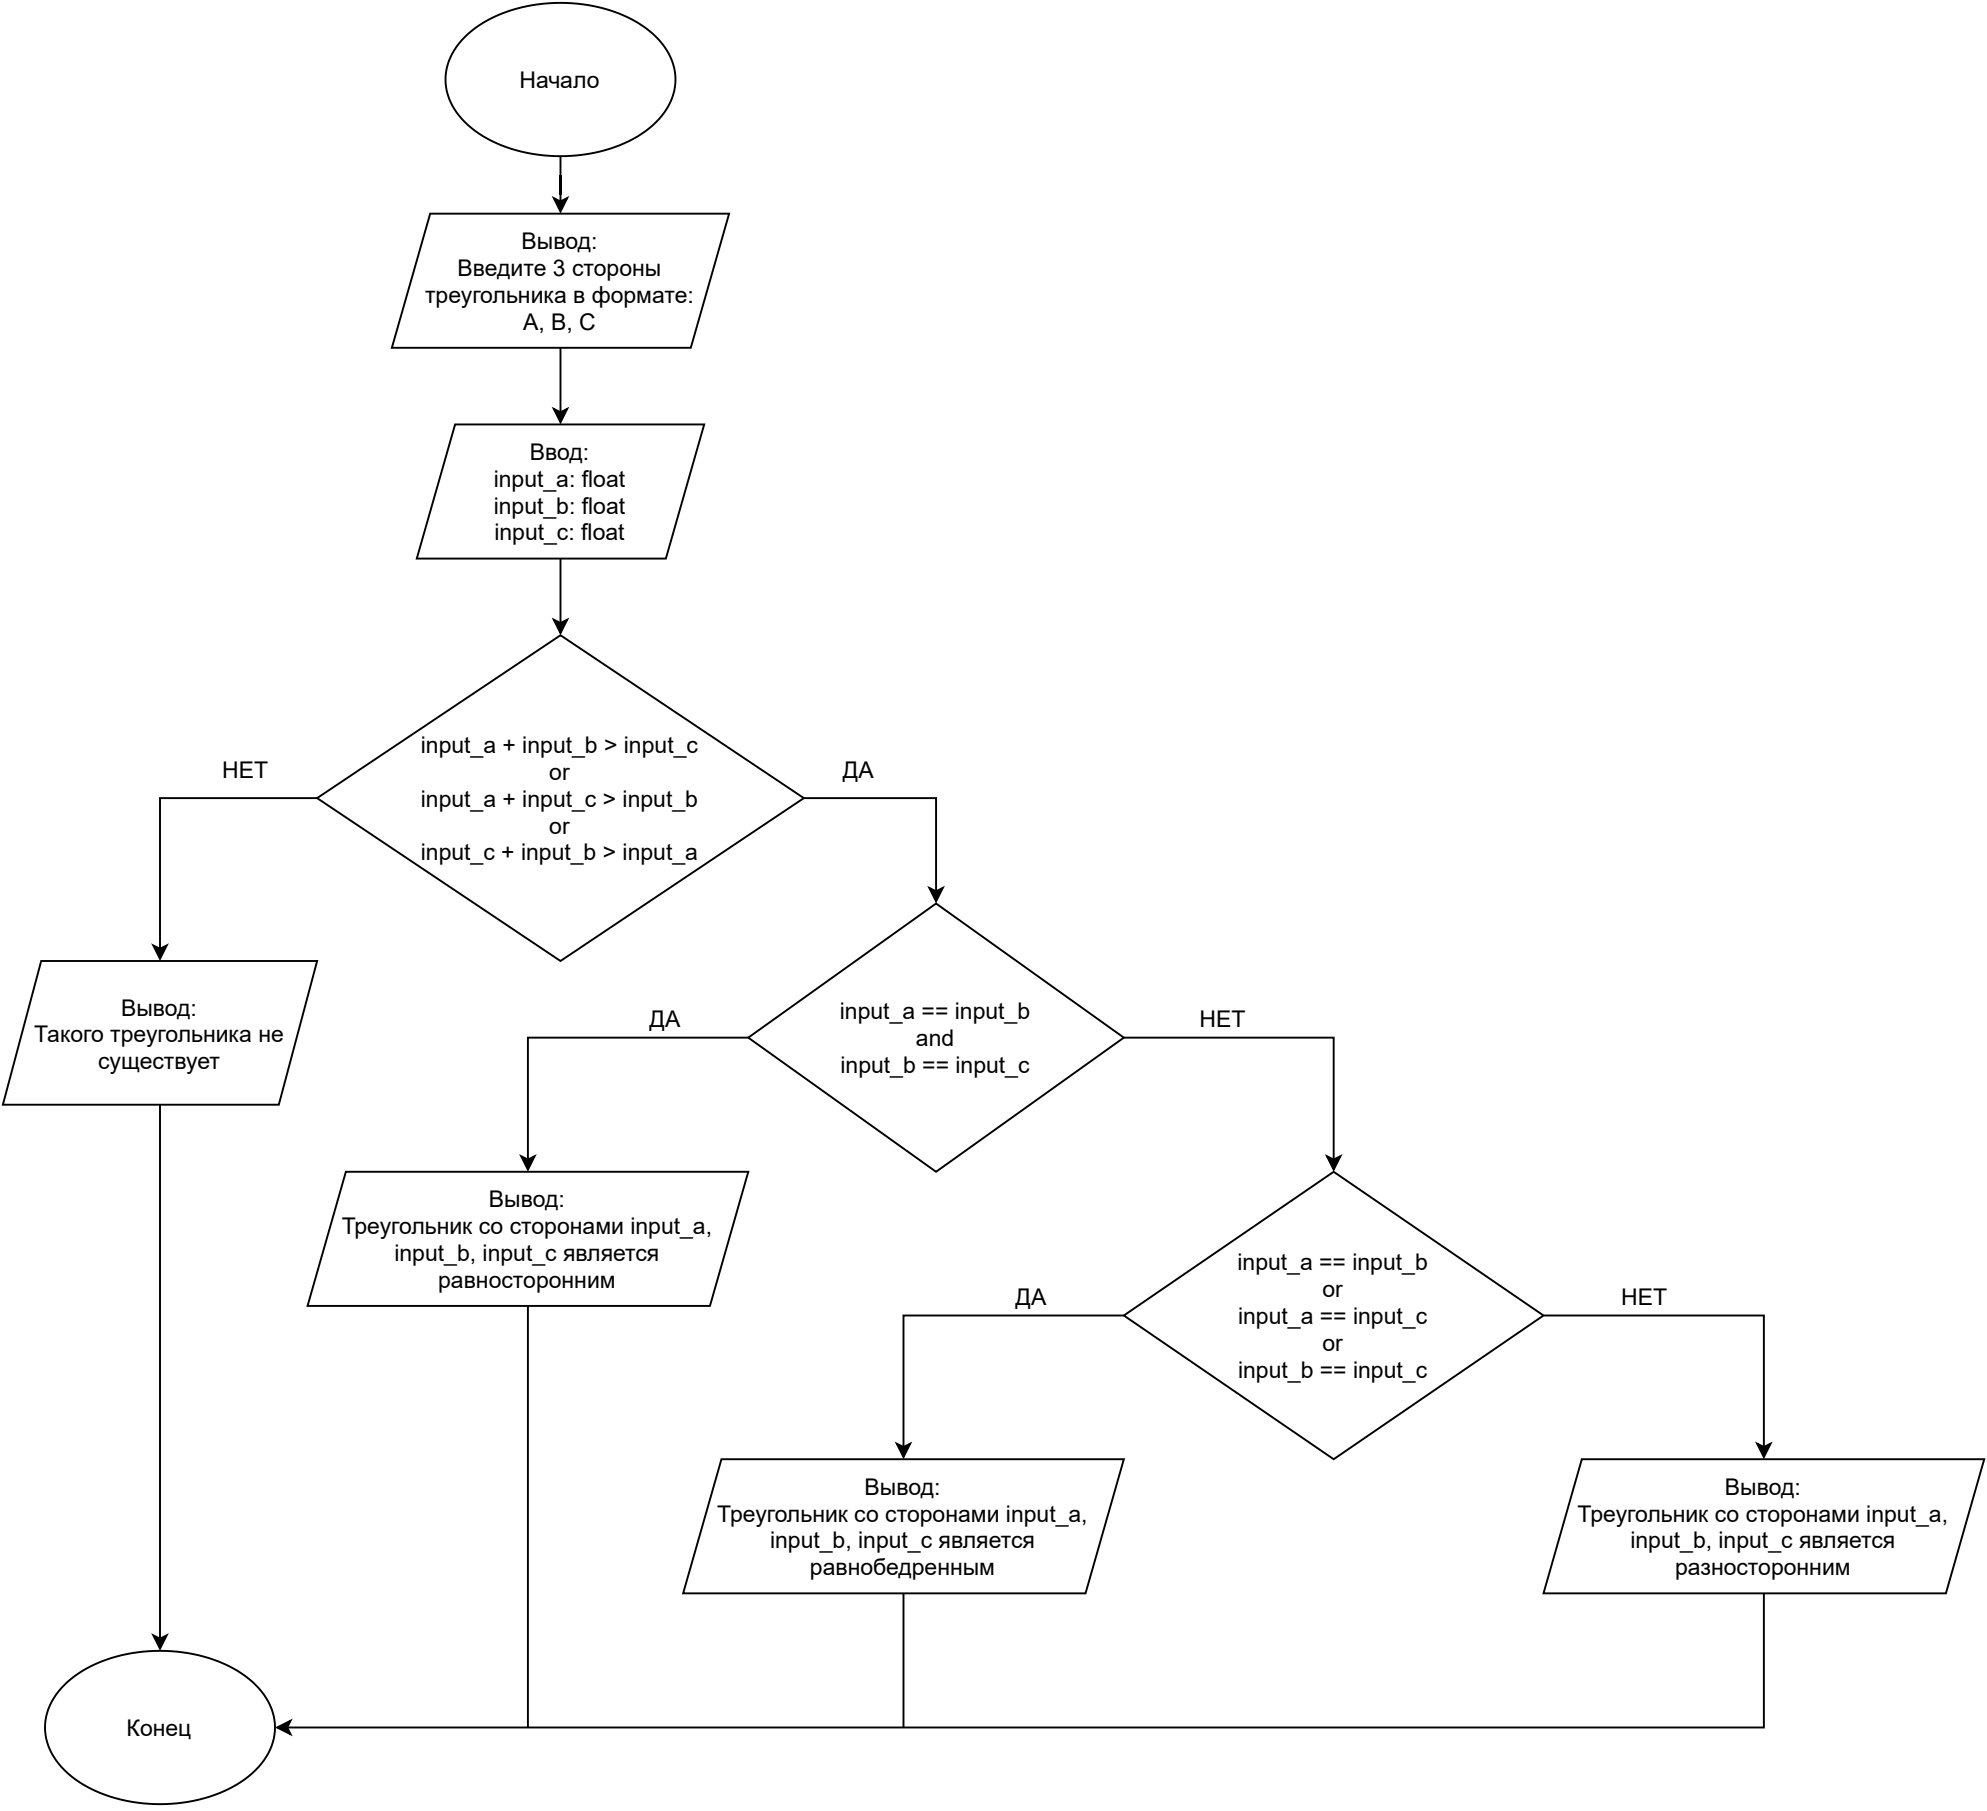 Начало
Вывод:
Введите 3 стороны
треугольника в формате:
A, B, C
Ввод:
input_a: float
input_b: float
input_c: float
input_a + input_b > input_c
or
input_a + input_c > input_b
or
input_c + input_b > input_a
НЕТ
ДА
Вывод:
Такого треугольника не
существует
input_a == input_b
and
input_b == input_c
ДА
НЕТ
Вывод:
Треугольник со сторонами input_a,
input_b, input_c является
равносторонним
input_a == input_b
or
input_a == input_c
or
input_b == input_c
ДА
НЕТ
Вывод:
Треугольник со сторонами input_a,
input_b, input_c является
равнобедренным
Вывод:
Треугольник со сторонами input_a,
input_b, input_c является
разносторонним
Конец